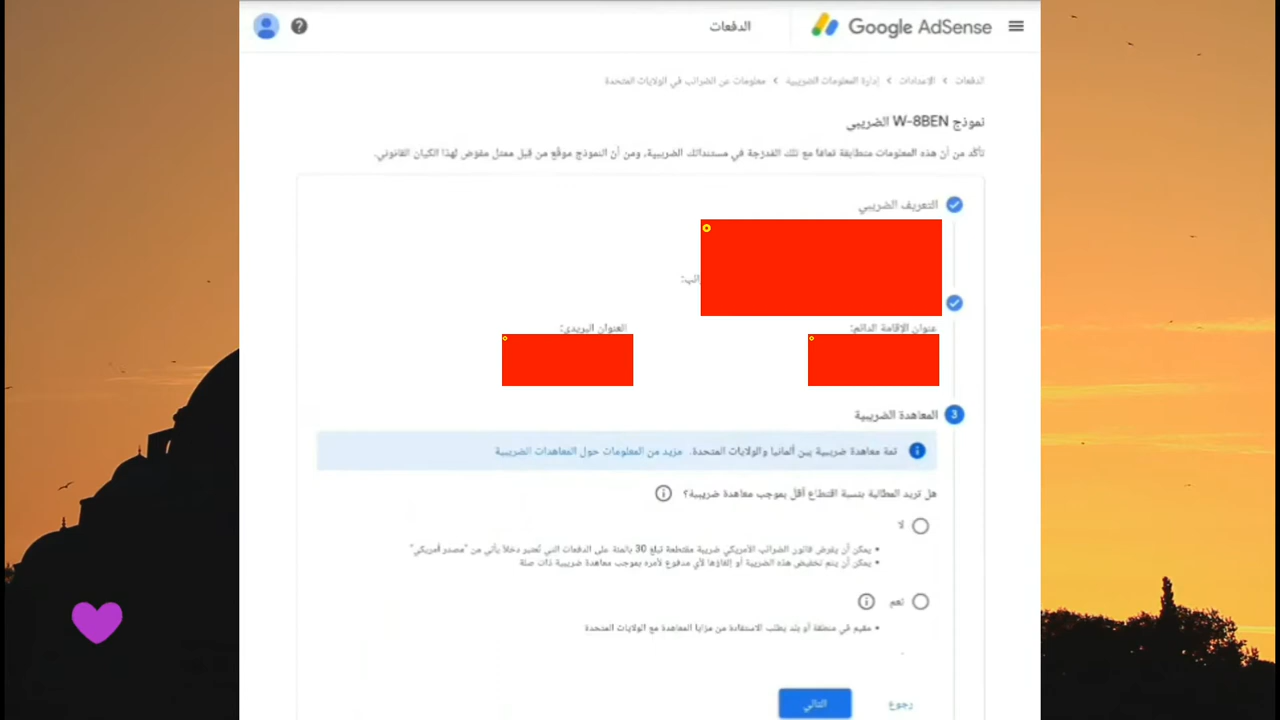 Google AdSense
الدفعات
الدفعات > الإعدادات > إدارة المعلومات الضريبية > معلومات عن الضرائب في الولايات المتحدة
نموذج W-8BEN الضريبي
تأكّد من أن هذه المعلومات متطابقة تمامًا مع تلك المُدرجة في مستنداتك الضريبية، ومن أن النموذج موقّع من قِبل ممثل مفوض لهذا الكيان القانوني.
التعريف الضريبي
عنوان الإقامة الدائم:
العنوان البريدي:
3
المعاهدة الضريبية
ثمة معاهدة ضريبية بين ألمانيا والولايات المتحدة. مزيد من المعلومات حول المعاهدات الضريبية
هل تريد المطالبة بنسبة اقتطاع أقل بموجب معاهدة ضريبية؟
لا
• يمكن أن يفرض قانون الضرائب الأمريكي ضريبة مقتطعة تبلغ 30 بالمئة على الدفعات التي تُعتبر دخلاً يأتي من "مصدر أمريكي"
• يمكن أن يتم تخفيض هذه الضريبة أو إلغاؤها لأي مدفوع لأمره بموجب معاهدة ضريبية ذات صلة
نعم
• مقيم في منطقة أو بلد يطلب الاستفادة من مزايا المعاهدة مع الولايات المتحدة
رجوع
التالي